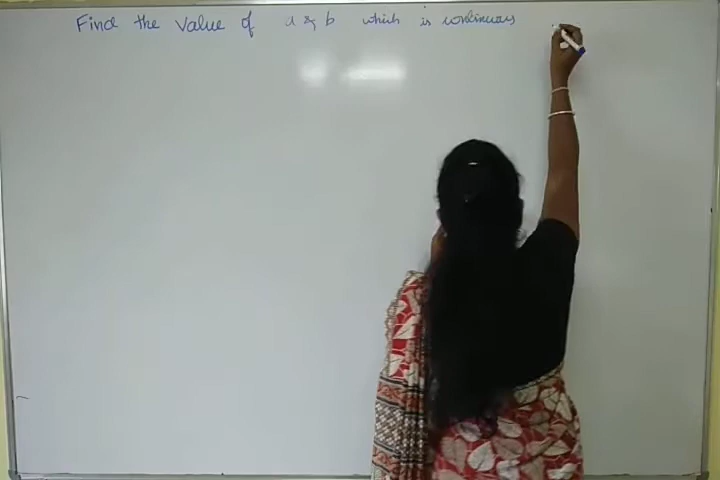 Find the value of a & b which is continuous